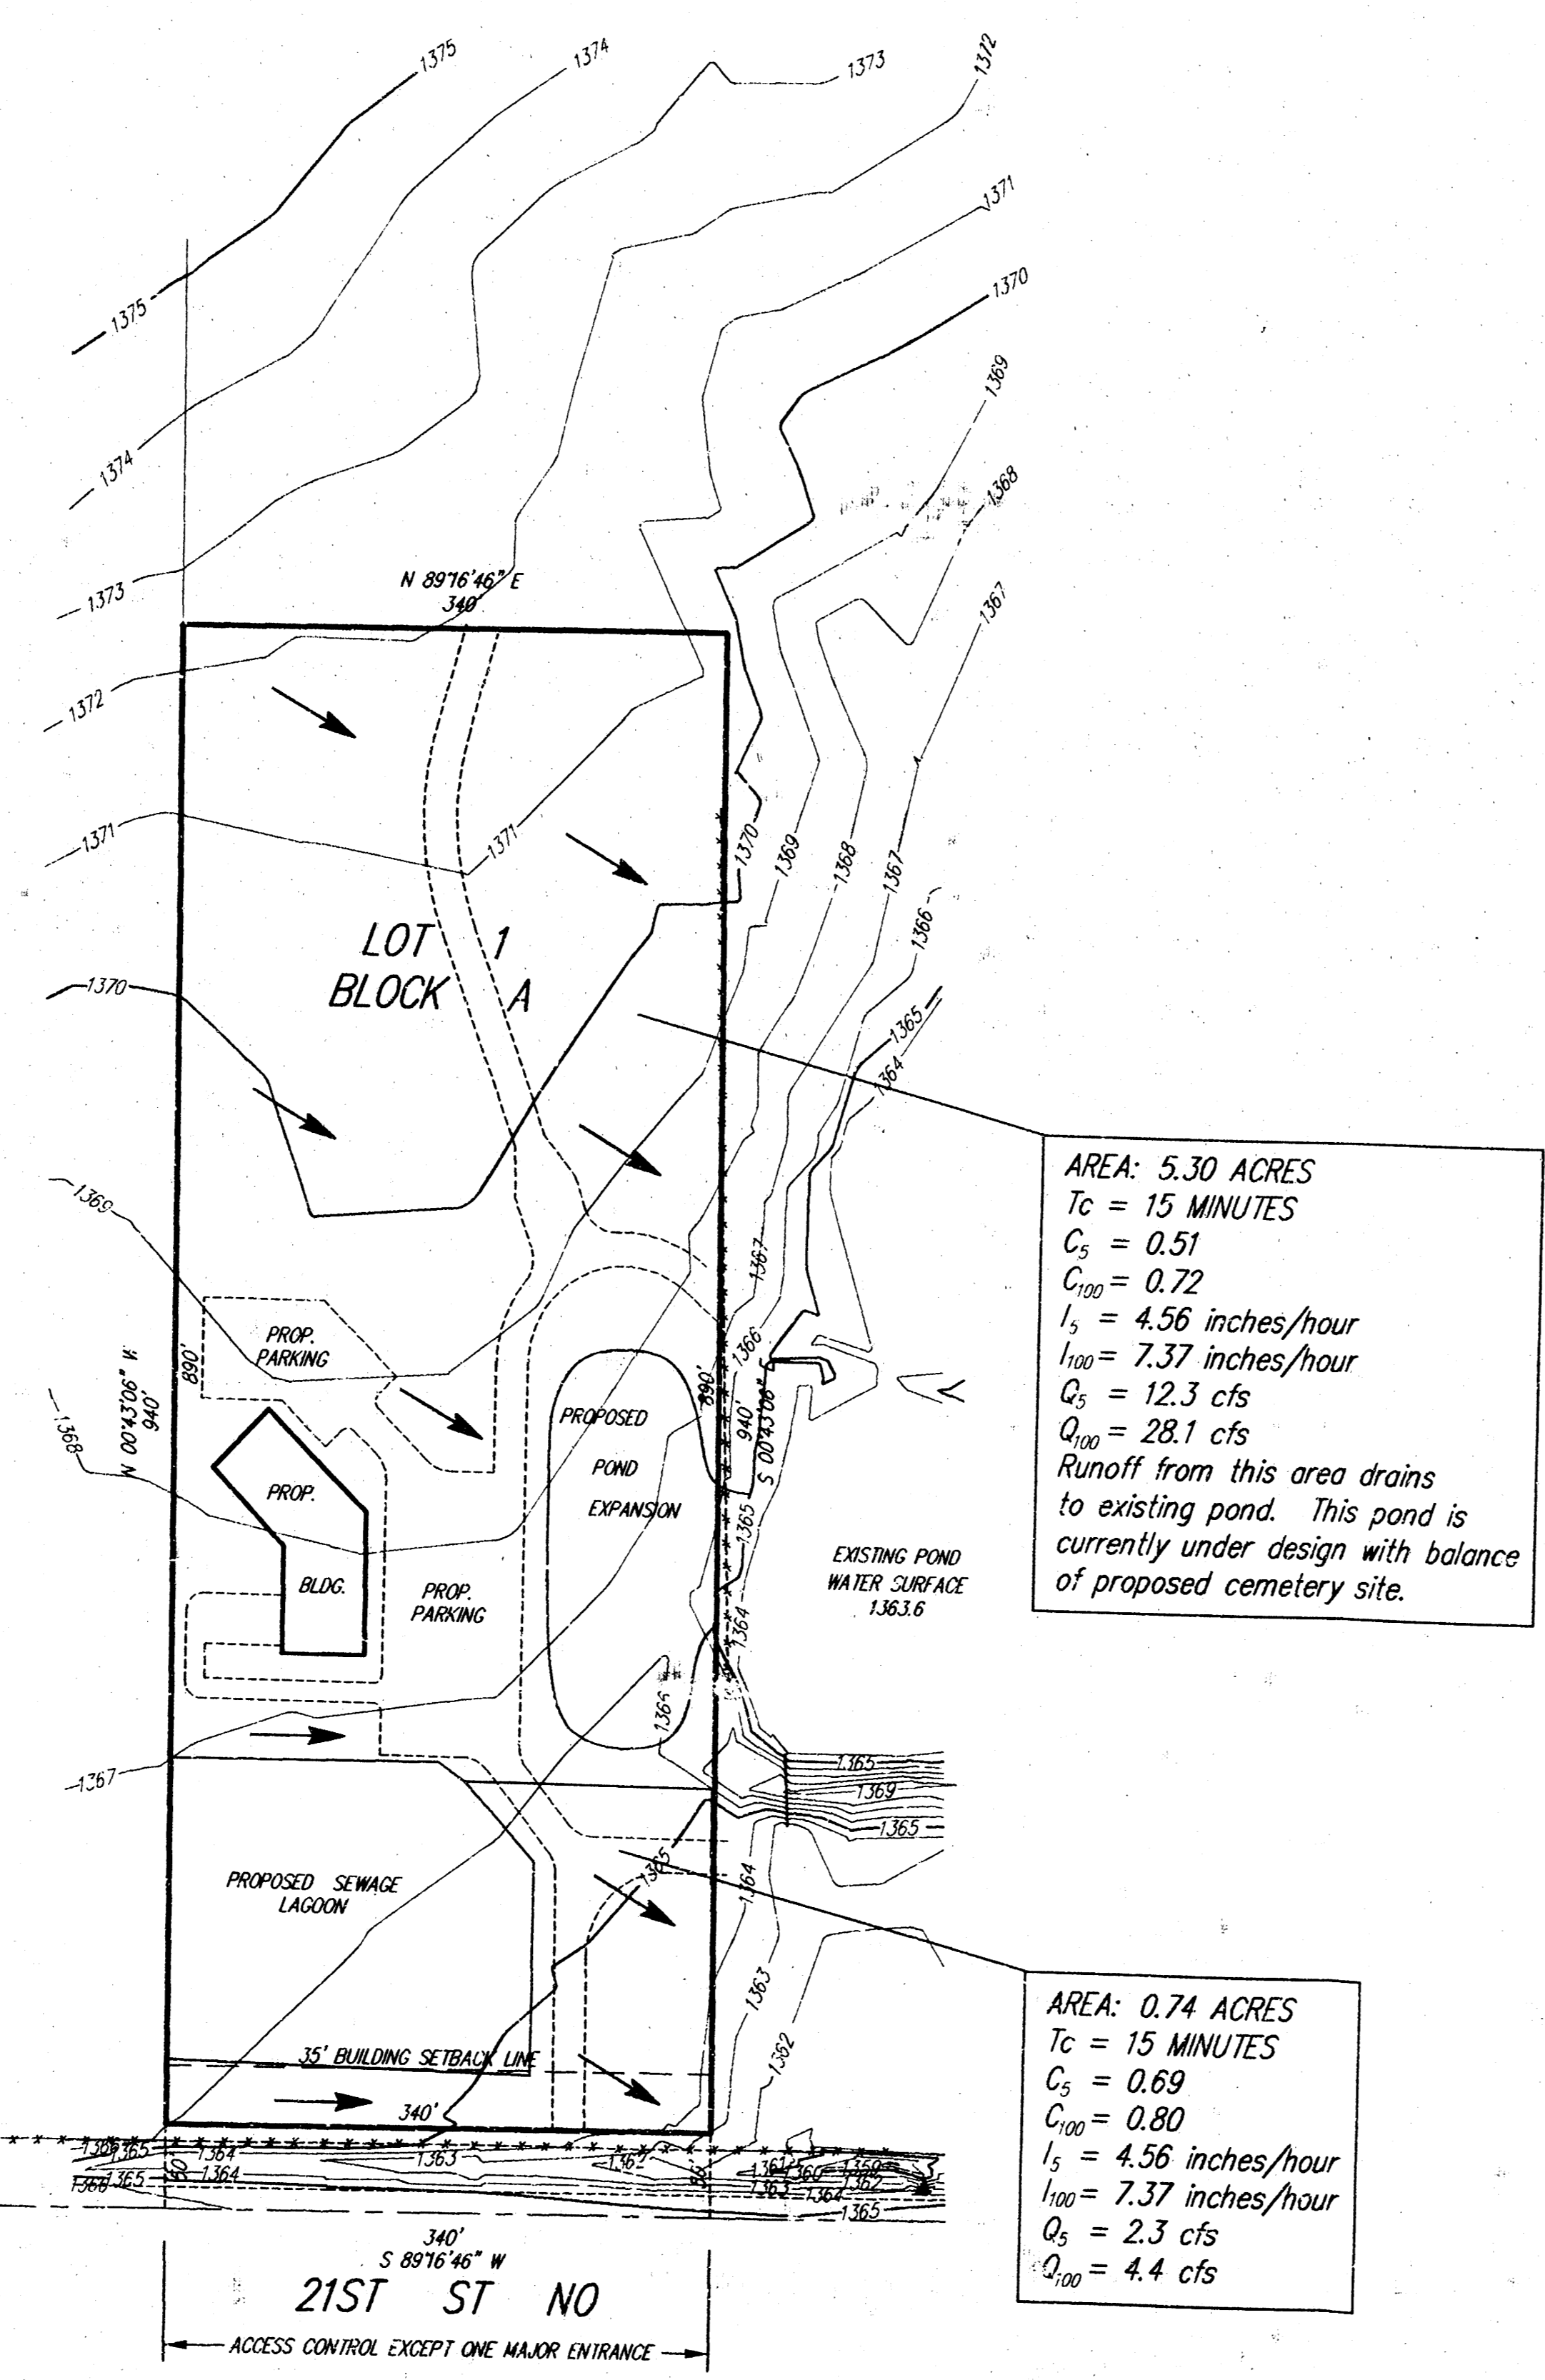 1375
1374
1373
1372
1371
1370
1375
1369
1374
1368
1373
N 89°16'46" E
340
1367
1372
1371
1371
1370
1369
1368
1367
1366
LOT 1
BLOCK A
1370
1365
1364
1369
AREA: 5.30 ACRES
Tc = 15 MINUTES
C5 = 0.51
C100 = 0.72
I5 = 4.56 inches/hour
I100 = 7.37 inches/hour
Q5 = 12.3 cfs
Q100 = 28.1 cfs
Runoff from this area drains
to existing pond. This pond is
currently under design with balance
of proposed cemetery site.
1367
1366
PROP.
PARKING
890'
N 00°43'06" W
940'
1368
890'
940'
S 00°43'06" E
PROPOSED
POND
EXPANSION
PROP.
BLDG.
PROP.
PARKING
1365
1364
EXISTING POND
WATER SURFACE
1363.6
1366
1367
1365
1369
1365
1365
1364
PROPOSED SEWAGE
LAGOON
1363
1362
35' BUILDING SETBACK LINE
340'
AREA: 0.74 ACRES
Tc = 15 MINUTES
C5 = 0.69
C100 = 0.80
I5 = 4.56 inches/hour
I100 = 7.37 inches/hour
Q5 = 2.3 cfs
Q100 = 4.4 cfs
1366
1365
1364
1363
1366
1365
50'
1364
50'
1363
1364
1362
1365
340'
S 89°16'46" W
21ST ST NO
ACCESS CONTROL EXCEPT ONE MAJOR ENTRANCE